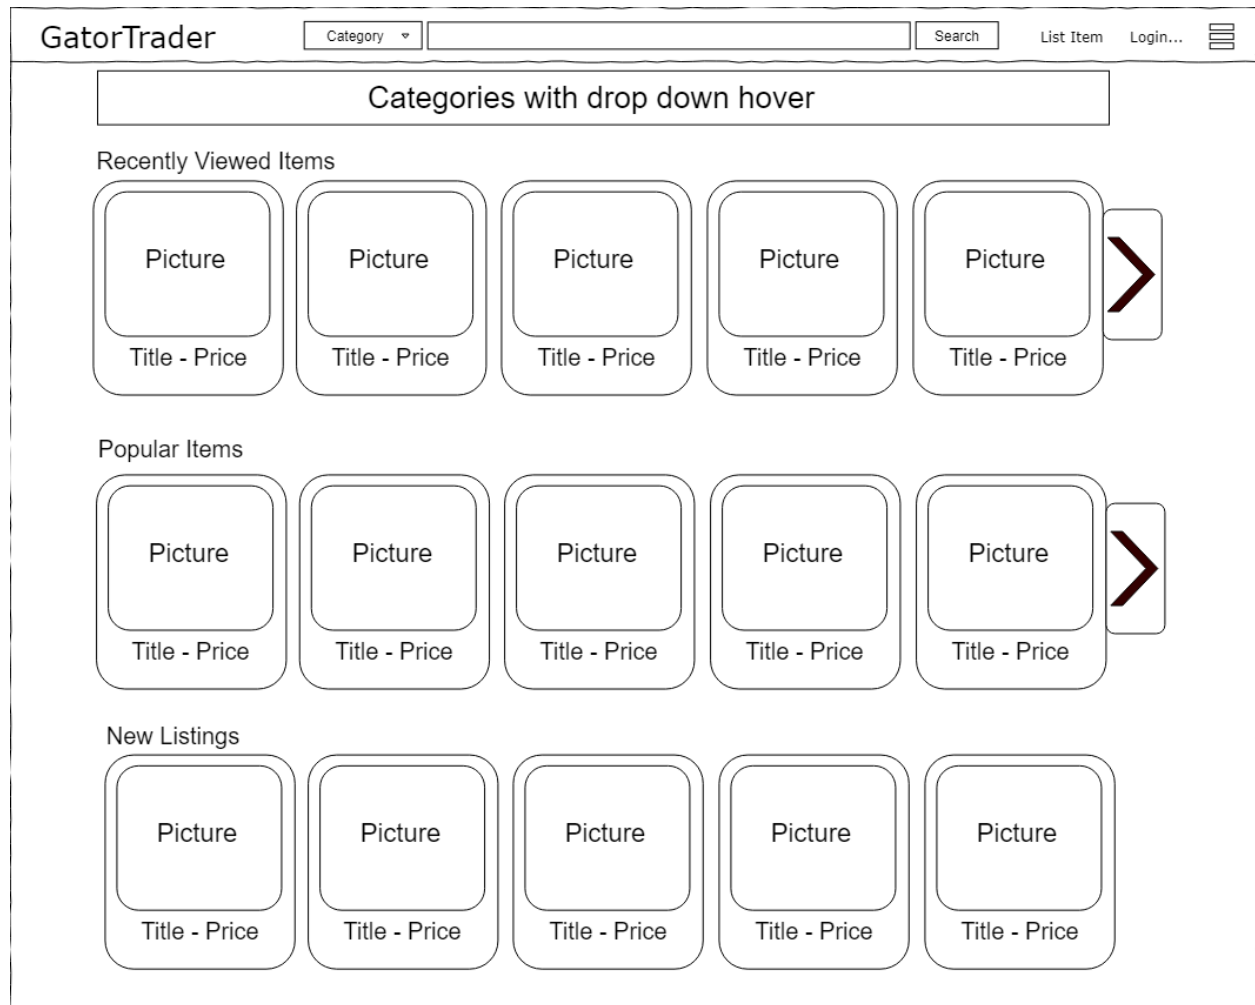 GatorTrader Category Search List Item Login...
Categories with drop down hover
Recently Viewed Items
Picture Picture Picture Picture Picture
Title - Price Title - Price Title - Price Title - Price Title - Price
Popular Items
Picture Picture Picture Picture Picture
Title - Price Title - Price Title - Price Title - Price Title - Price
New Listings
Picture Picture Picture Picture Picture
Title - Price Title - Price Title - Price Title - Price Title - Price